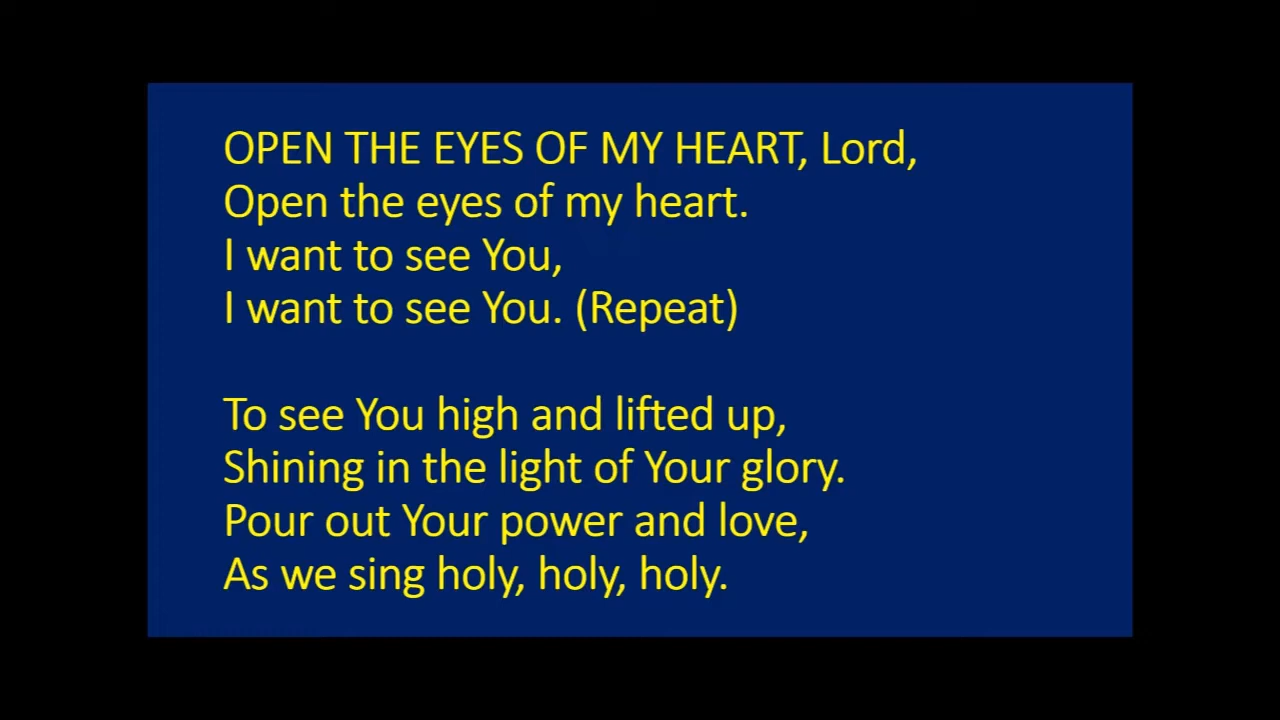 OPEN THE EYES OF MY HEART, Lord,
Open the eyes of my heart.
I want to see You,
I want to see You. (Repeat)
To see You high and lifted up,
Shining in the light of Your glory.
Pour out Your power and love,
As we sing holy, holy, holy.